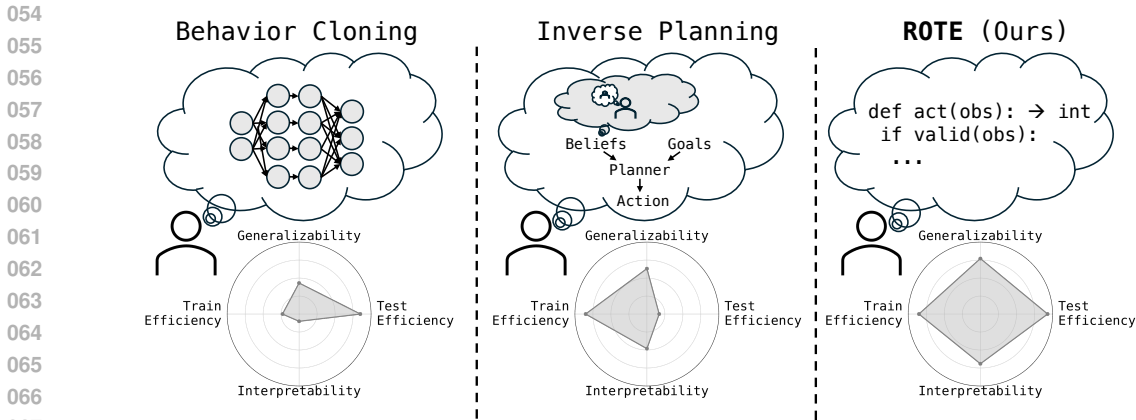 054
055
056
057
058
059
060
061
062
063
064
065
066
Behavior Cloning
Generalizability
Train
Efficiency
Test
Efficiency
Interpretability
Inverse Planning
Beliefs
Goals
Planner
Action
Generalizability
Train
Efficiency
Test
Efficiency
Interpretability
ROTE (Ours)
def act(obs): → int
if valid(obs):
...
Generalizability
Train
Efficiency
Test
Efficiency
Interpretability